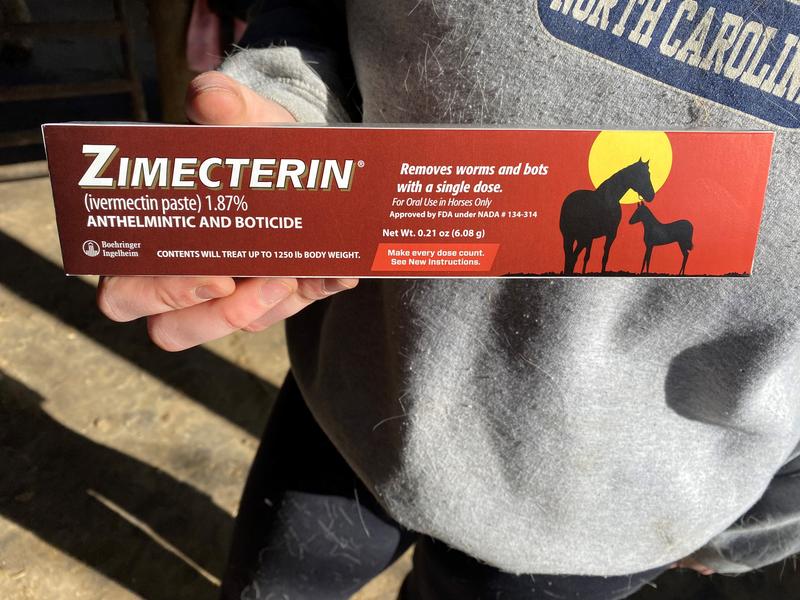 NORTH CAROLIN
ZIMECTERIN®
(ivermectin paste) 1.87%
ANTHELMINTIC AND BOTICIDE
Boehringer
Ingelheim
CONTENTS WILL TREAT UP TO 1250 lb BODY WEIGHT.
Removes worms and bots
with a single dose.
For Oral Use in Horses Only
Approved by FDA under NADA # 134-314
Net Wt. 0.21 oz (6.08 g)
Make every dose count.
See New Instructions.